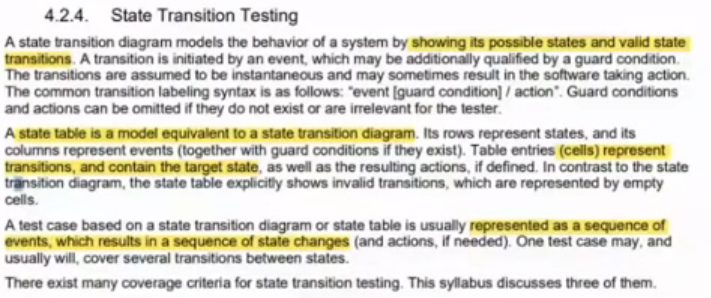 4.2.4. State Transition Testing
A state transition diagram models the behavior of a system by showing its possible states and valid state
transitions. A transition is initiated by an event, which may be additionally qualified by a guard condition.
The transitions are assumed to be instantaneous and may sometimes result in the software taking action.
The common transition labeling syntax is as follows: "event [guard condition] / action". Guard conditions
and actions can be omitted if they do not exist or are irrelevant for the tester.
A state table is a model equivalent to a state transition diagram. Its rows represent states, and its
columns represent events (together with guard conditions if they exist). Table entries (cells) represent
transitions, and contain the target state, as well as the resulting actions, if defined. In contrast to the state
transition diagram, the state table explicitly shows invalid transitions, which are represented by empty
cells.
A test case based on a state transition diagram or state table is usually represented as a sequence of
events, which results in a sequence of state changes (and actions, if needed). One test case may, and
usually will, cover several transitions between states.
There exist many coverage criteria for state transition testing. This syllabus discusses three of them.